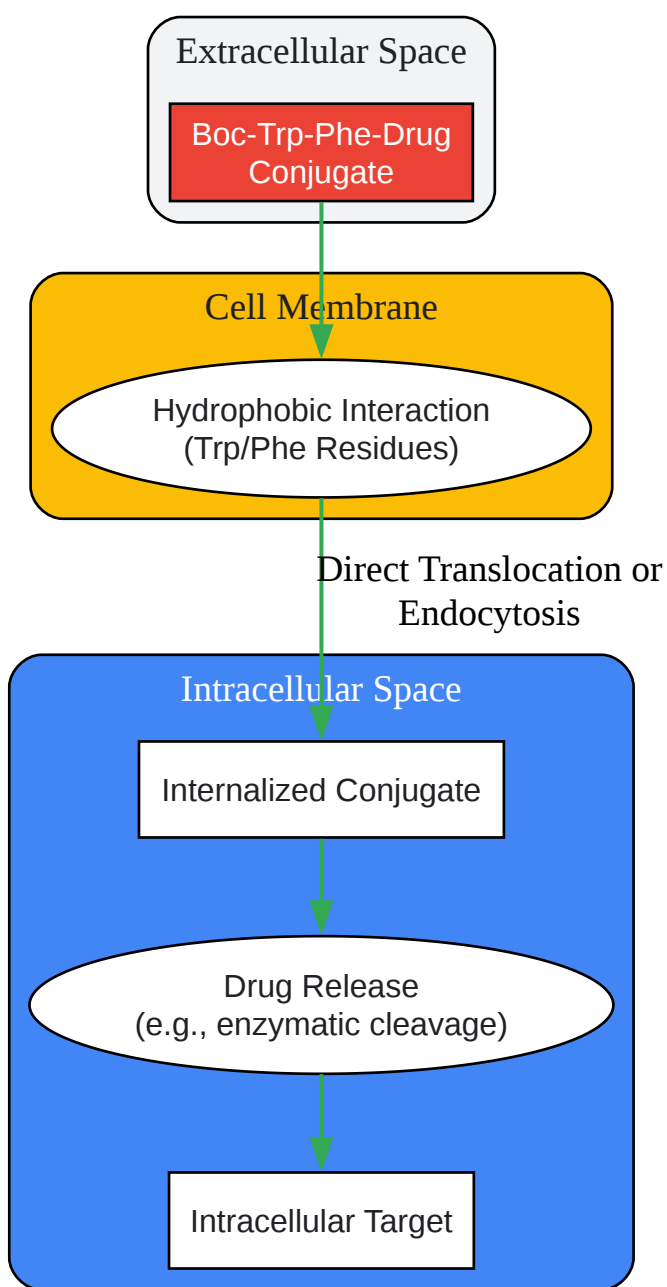 Extracellular Space
Boc-Trp-Phe-Drug
Conjugate
Cell Membrane
Hydrophobic Interaction
(Trp/Phe Residues)
Direct Translocation or
Endocytosis
Intracellular Space
Internalized Conjugate
Drug Release
(e.g., enzymatic cleavage)
Intracellular Target